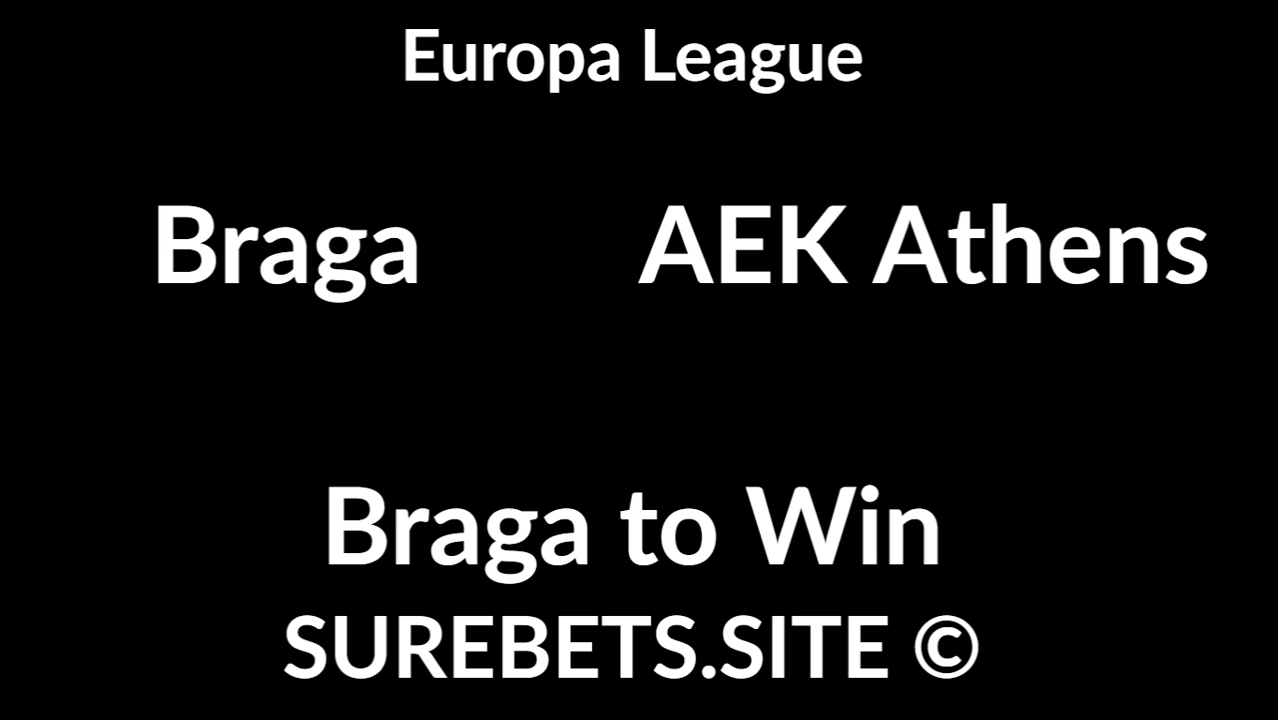 Europa League
Braga AEK Athens
Braga to Win
SUREBETS.SITE ©